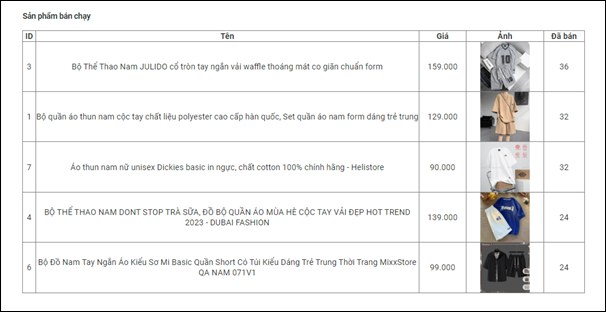 Sản phẩm bán chạy
ID Tên Giá Ảnh Đã bán
3 Bộ Thể Thao Nam JULIDO cổ tròn tay ngắn vải waffle thoáng mát co giãn chuẩn form 159.000 10 36
1 Bộ quần áo thun nam cộc tay chất liệu polyester cao cấp hàn quốc, Set quần áo nam form dáng trẻ trung 129.000 32
7 Áo thun nam nữ unisex Dickies basic in ngực, chất cotton 100% chính hãng - Helistore 90.000 32
4 BỘ THỂ THAO NAM DONT STOP TRÀ SỮA, ĐỒ BỘ QUẦN ÁO MÙA HÈ CỘC TAY VẢI ĐẸP HOT TREND 139.000 24
2023 - DUBAI FASHION
6 Bộ Đồ Nam Tay Ngắn Áo Kiểu Sơ Mi Basic Quần Short Có Túi Kiểu Dáng Trẻ Trung Thời Trang MixxStore 99.000 24
QA NAM 071V1